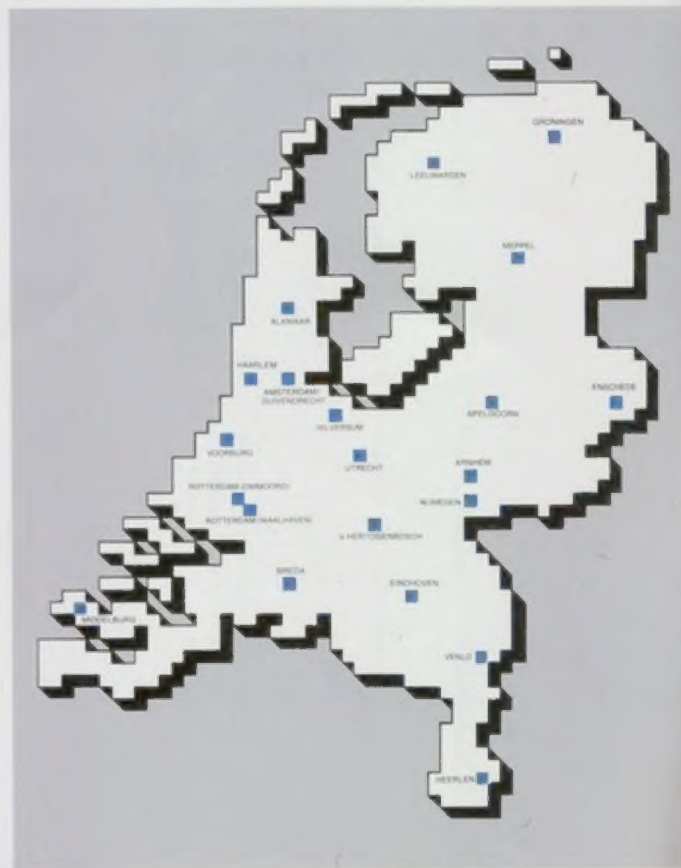 GRONINGEN
LEEUWARDEN
MEPPEL
ALKMAAR
HAARLEM
AMSTERDAM/
DUIVENDRECHT
ENSCHEDE
APELDOORN
HILVERSUM
VOORBURG
UTRECHT
ARNHEM
ROTTERDAM (OMMOORD)
NIJMEGEN
ROTTERDAM (WAALHAVEN)
's HERTOGENBOSCH
BREDA
EINDHOVEN
MIDDELBURG
VENLO
HEERLEN